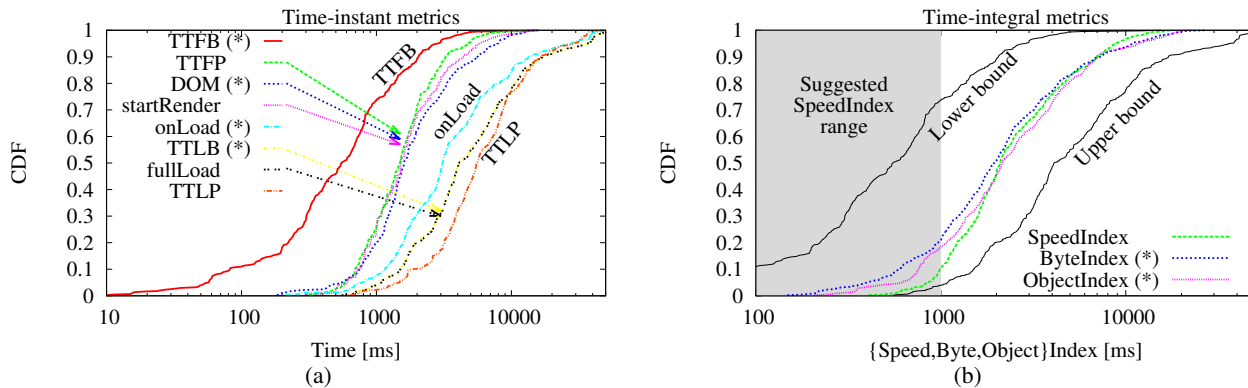 Time-instant metrics
CDF
1
0.9
0.8
0.7
0.6
0.5
0.4
0.3
0.2
0.1
0
TTFB (*)
TTFP
DOM (*)
startRender
onLoad (*)
TTLB (*)
fullLoad
TTLP
TTFB
onLoad
TTLP
10 100 1000 10000
Time [ms]
(a)
Time-integral metrics
CDF
1
0.9
0.8
0.7
0.6
0.5
0.4
0.3
0.2
0.1
0
Suggested
SpeedIndex
range
Lower bound
Upper bound
SpeedIndex
ByteIndex (*)
ObjectIndex (*)
100 1000 10000
{Speed,Byte,Object}Index [ms]
(b)